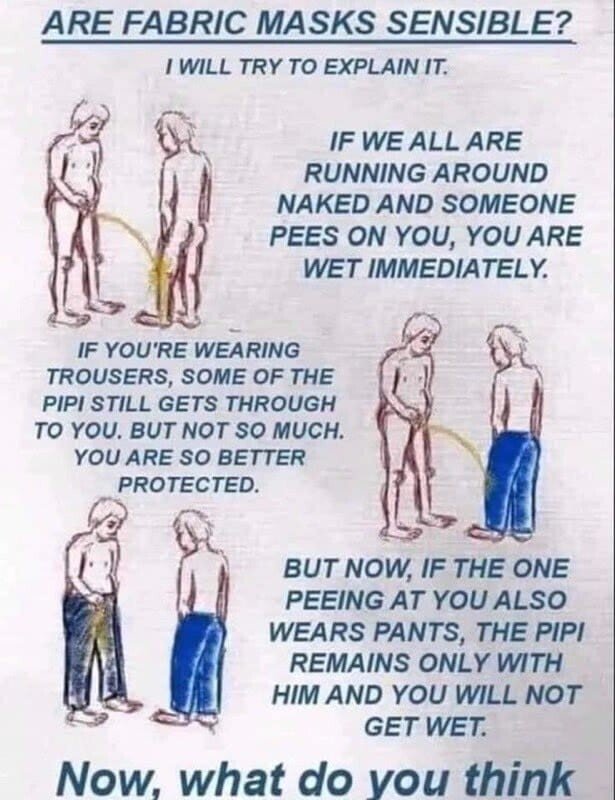 ARE FABRIC MASKS SENSIBLE?
I WILL TRY TO EXPLAIN IT.
IF WE ALL ARE
RUNNING AROUND
NAKED AND SOMEONE
PEES ON YOU, YOU ARE
WET IMMEDIATELY.
IF YOU'RE WEARING
TROUSERS, SOME OF THE
PIPI STILL GETS THROUGH
TO YOU. BUT NOT SO MUCH.
YOU ARE SO BETTER
PROTECTED.
BUT NOW, IF THE ONE
PEEING AT YOU ALSO
WEARS PANTS, THE PIPI
REMAINS ONLY WITH
HIM AND YOU WILL NOT
GET WET.
Now, what do you think